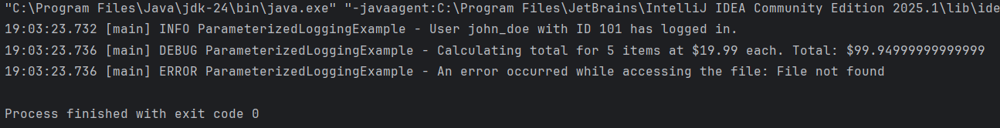 "C:\Program Files\Java\jdk-24\bin\java.exe" "-javaagent:C:\Program Files\JetBrains\IntelliJ IDEA Community Edition 2025.1\lib\ide
19:03:23.732 [main] INFO ParameterizedLoggingExample - User john_doe with ID 101 has logged in.
19:03:23.736 [main] DEBUG ParameterizedLoggingExample - Calculating total for 5 items at $19.99 each. Total: $99.94999999999999
19:03:23.736 [main] ERROR ParameterizedLoggingExample - An error occurred while accessing the file: File not found
Process finished with exit code 0